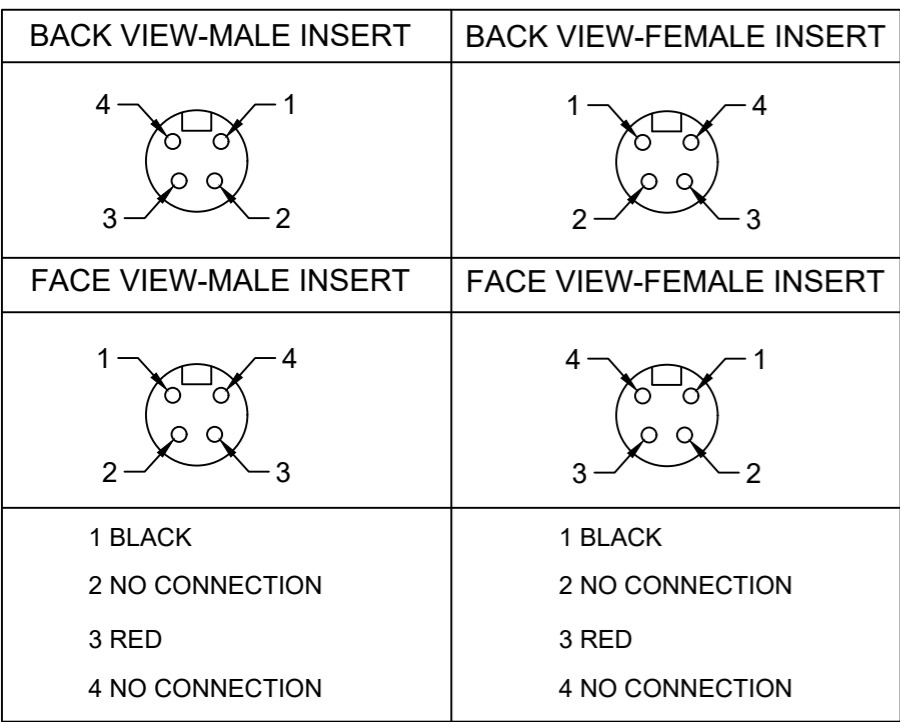 BACK VIEW-MALE INSERT
BACK VIEW-FEMALE INSERT
4 1
3 2
1 4
2 3
FACE VIEW-MALE INSERT
FACE VIEW-FEMALE INSERT
1 4
2 3
4 1
3 2
1 BLACK
2 NO CONNECTION
3 RED
4 NO CONNECTION
1 BLACK
2 NO CONNECTION
3 RED
4 NO CONNECTION